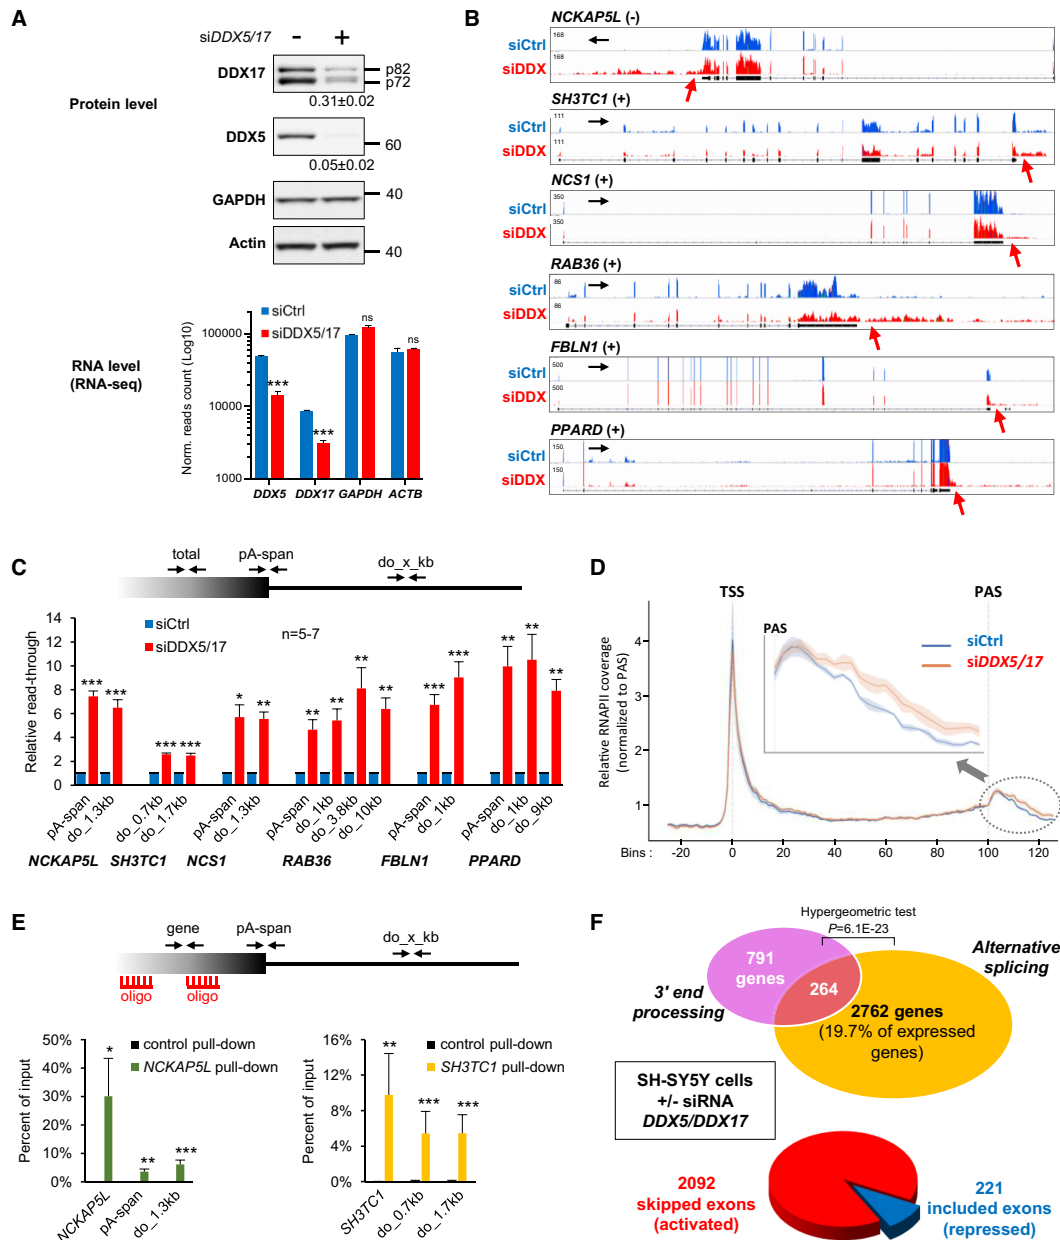 A
siDDX5/17
- +
DDX17
p82
p72
0.31±0.02
Protein level
DDX5
60
0.05±0.02
GAPDH
40
Actin
40
RNA level
(RNA-seq)
Norm. reads count (Log10)
siCtrl
siDDX5/17
100000
10000
1000
***
***
ns
ns
DDX5 DDX17 GAPDH ACTB
B
NCKAP5L (-)
siCtrl
168
siDDX
168
SH3TC1 (+)
siCtrl
111
siDDX
111
NCS1 (+)
siCtrl
350
siDDX
350
RAB36 (+)
siCtrl
86
siDDX
86
FBLN1 (+)
siCtrl
500
siDDX
500
PPARD (+)
siCtrl
150
siDDX
150
C
total
pA-span
do_x_kb
siCtrl
siDDX5/17
n=5-7
Relative read-through
14
12
10
8
6
4
2
0
*** *** *** *** * ** ** ** ** ** *** *** ** ** **
pA-span do_1.3kb do_0.7kb do_1.7kb pA-span do_1.3kb pA-span do_1kb do_3.8kb do_10kb pA-span do_1kb pA-span do_1kb do_9kb
NCKAP5L SH3TC1 NCS1 RAB36 FBLN1 PPARD
D
TSS
PAS
PAS
siCtrl
siDDX5/17
Relative RNAPII coverage
(normalized to PAS)
4
3
2
1
Bins : -20 0 20 40 60 80 100 120
E
gene
pA-span
do_x_kb
oligo
oligo
Percent of input
50%
40%
30%
20%
10%
0%
control pull-down
NCKAP5L pull-down
* ** ***
NCKAP5L pA-span do_1.3kb
Percent of input
16%
12%
8%
4%
0%
control pull-down
SH3TC1 pull-down
** *** ***
SH3TC1 do_0.7kb do_1.7kb
F
Hypergeometric test
P=6.1E-23
Alternative
splicing
791
genes
264
3' end
processing
2762 genes
(19.7% of expressed
genes)
SH-SY5Y cells
+/- siRNA
DDX5/DDX17
2092
skipped exons
(activated)
221
included exons
(repressed)